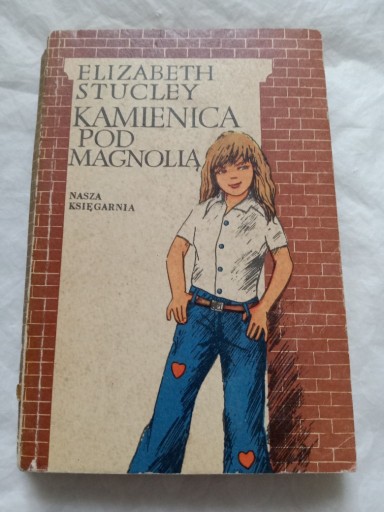 ELIZABETH
STUCLEY
KAMIENICA
POD
MAGNOLIĄ
NASZA
KSIĘGARNIA